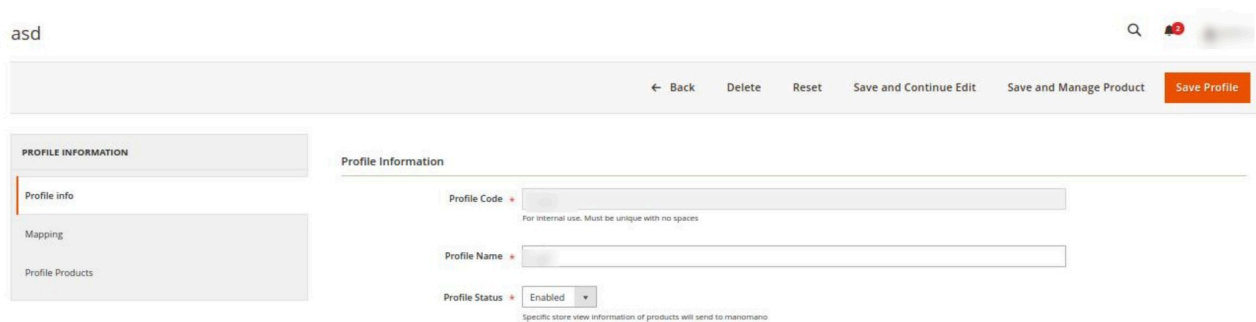 asd
2
← Back Delete Reset Save and Continue Edit Save and Manage Product Save Profile
PROFILE INFORMATION
Profile info
Mapping
Profile Products
Profile Information
Profile Code *
For internal use. Must be unique with no spaces
Profile Name *
Profile Status * Enabled
Specific store view information of products will send to manomano